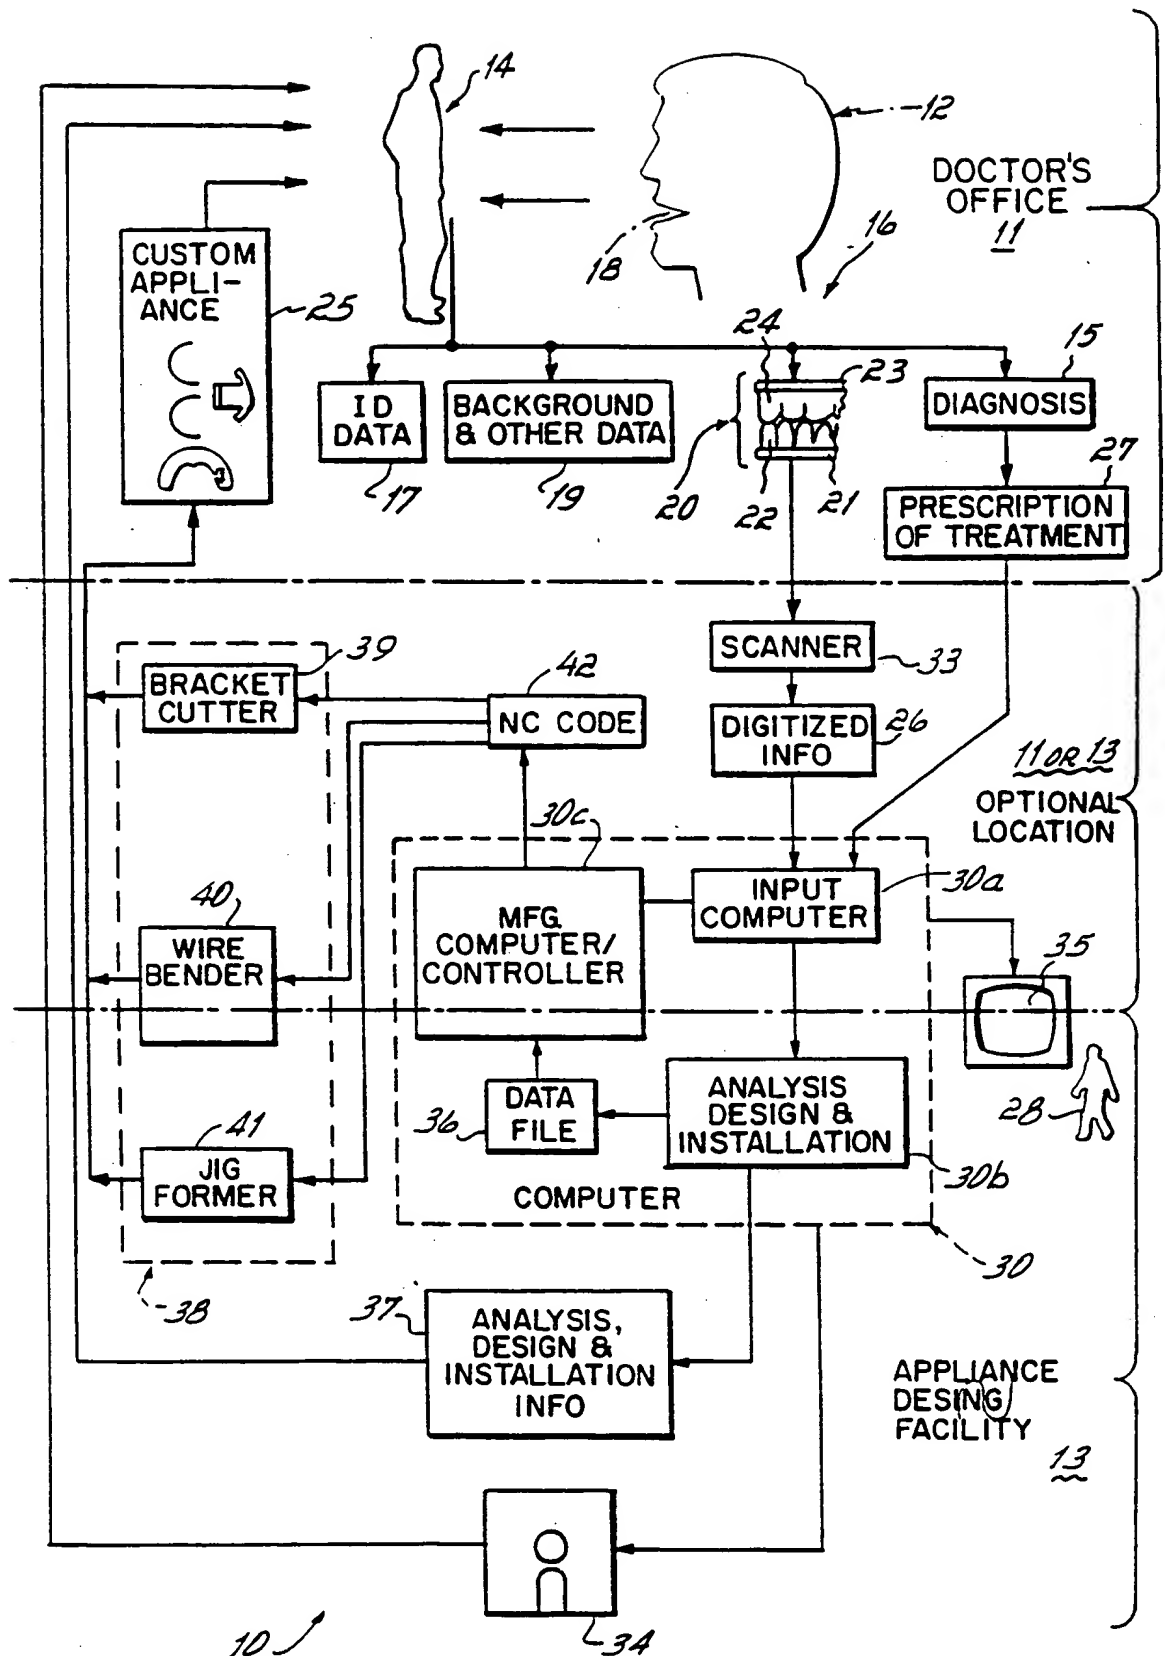 14
12
DOCTOR'S
OFFICE
11
CUSTOM
APPLI-
ANCE
25
18
16
24
23
15
ID
DATA
BACKGROUND
& OTHER DATA
DIAGNOSIS
17
19
20
22
21
27
PRESCRIPTION
OF TREATMENT
SCANNER
33
39
BRACKET
CUTTER
42
NC CODE
DIGITIZED
INFO
26
11 OR 13
OPTIONAL
LOCATION
30c
INPUT
COMPUTER
30a
MFG.
COMPUTER/
CONTROLLER
40
WIRE
BENDER
35
DATA
FILE
36
ANALYSIS
DESIGN &
INSTALLATION
30b
28
41
JIG
FORMER
COMPUTER
30
38
37
ANALYSIS,
DESIGN &
INSTALLATION
INFO
APPLIANCE
DESING
FACILITY
13
10
34